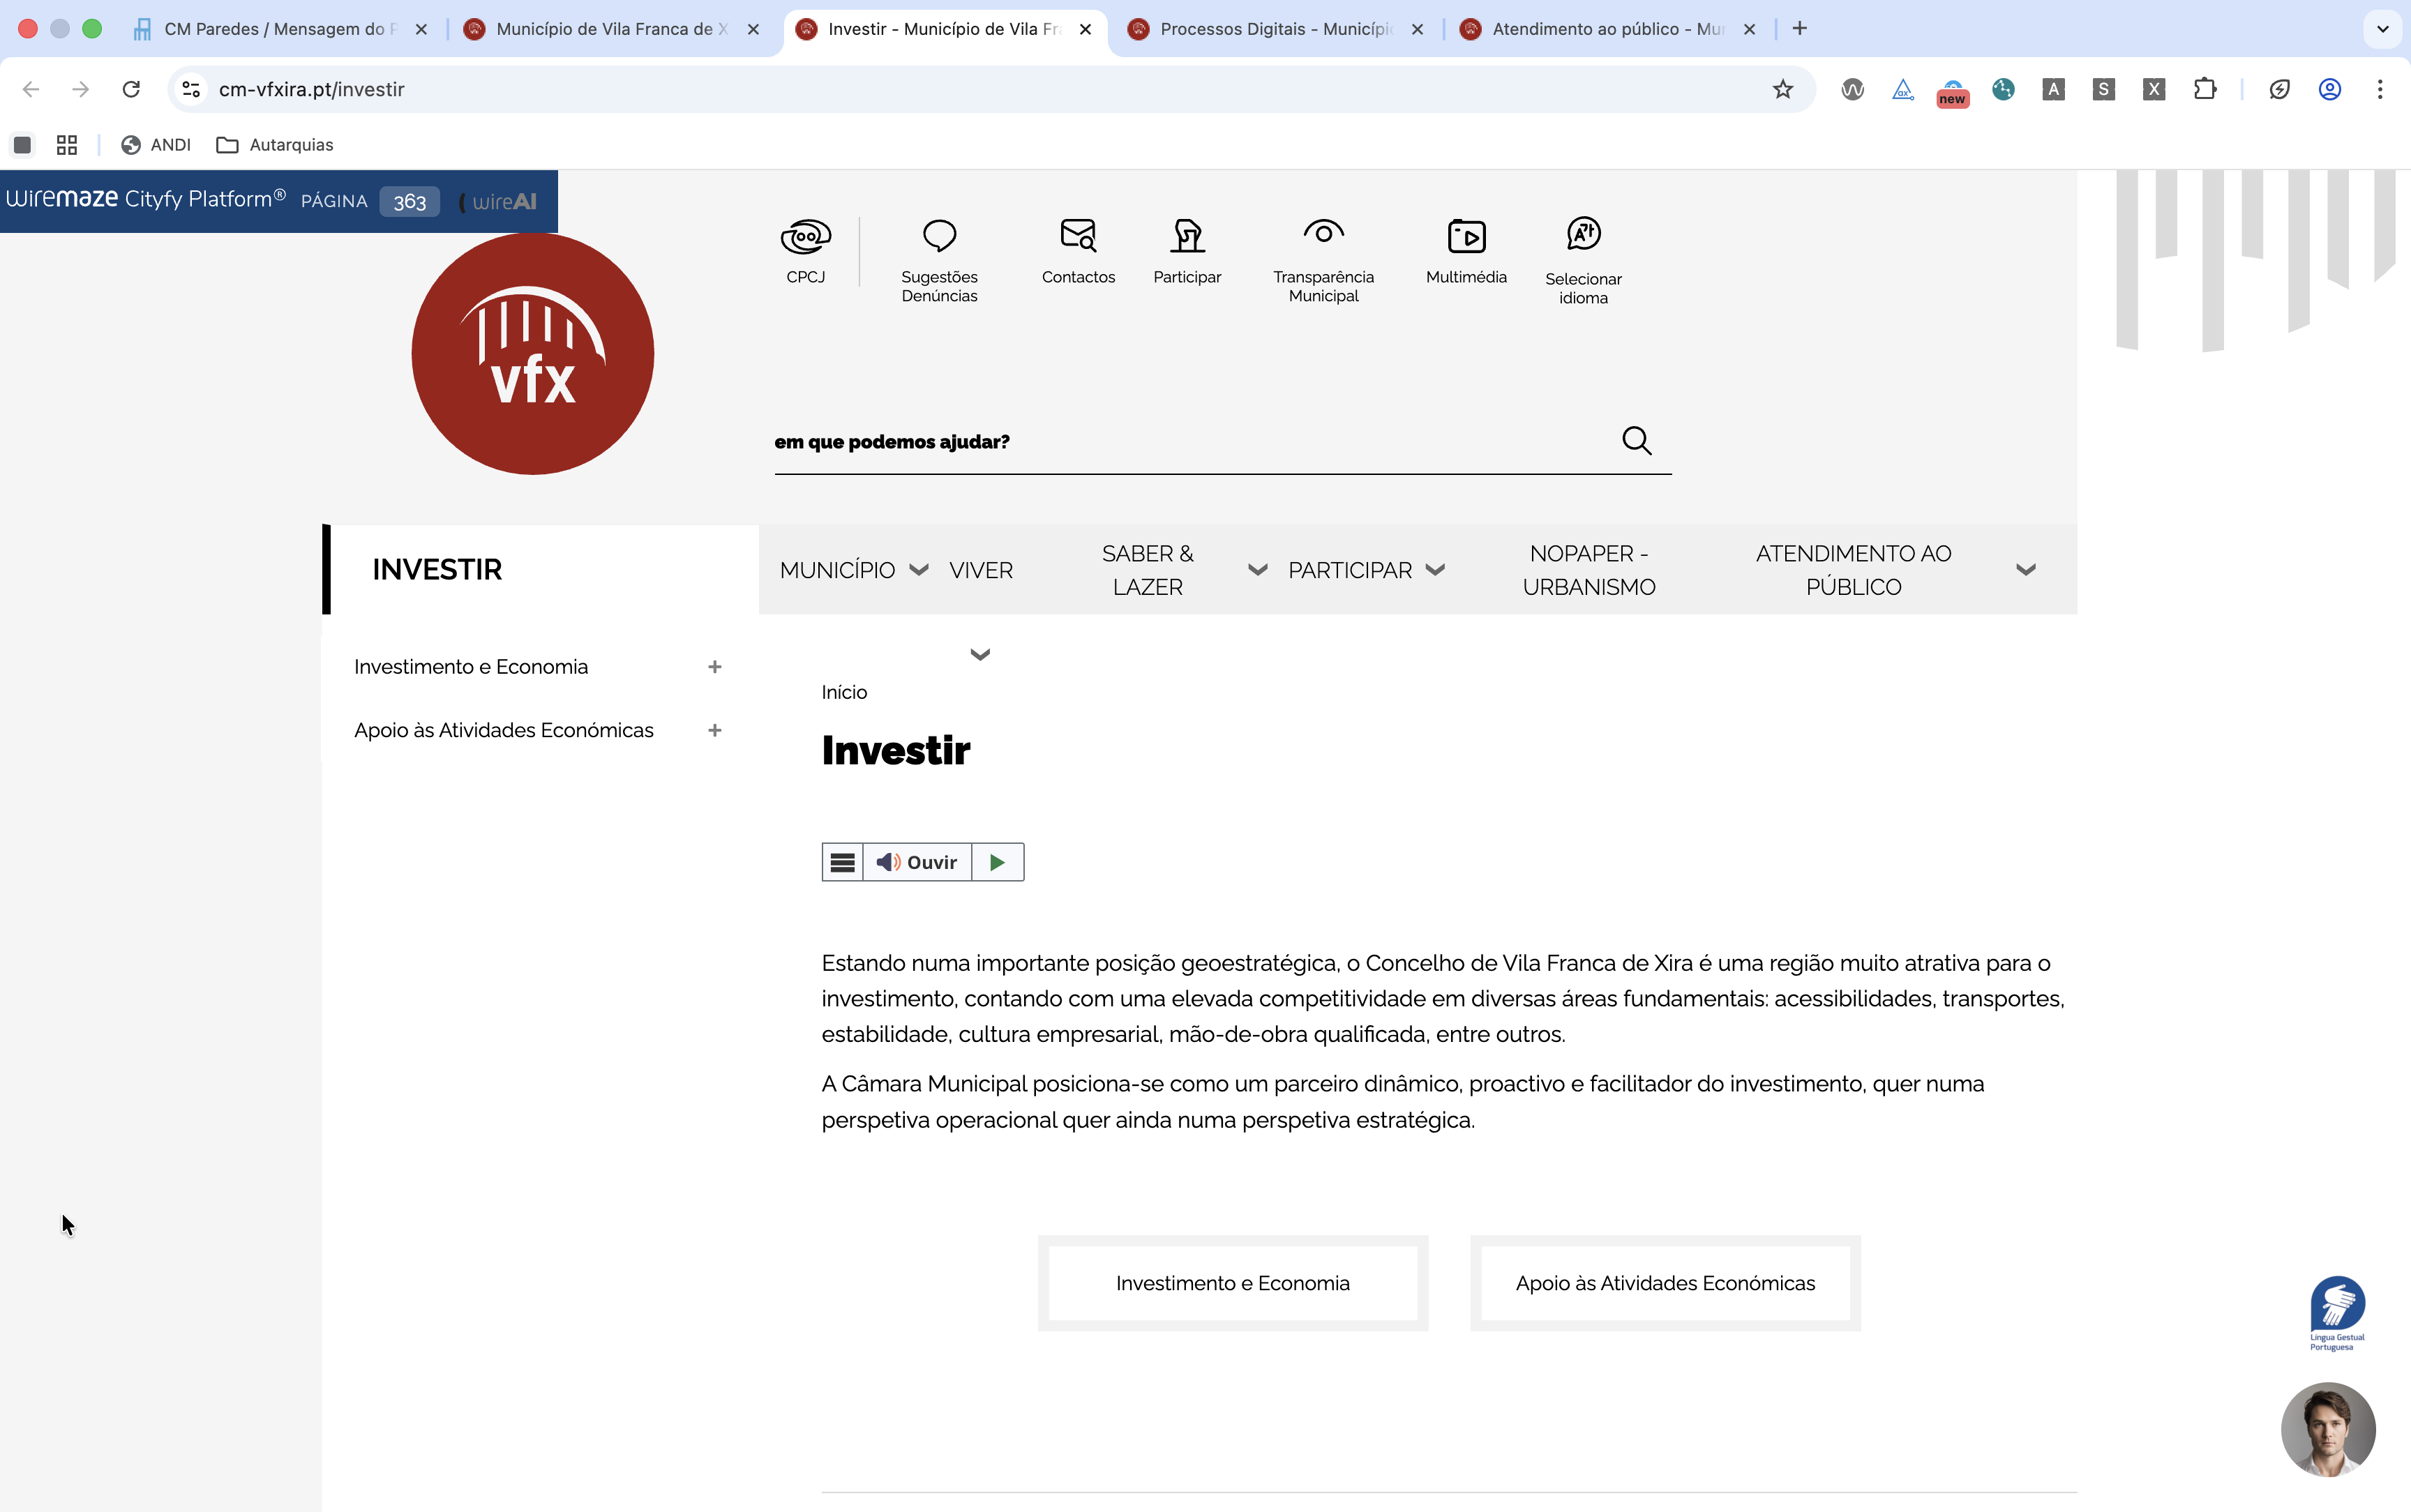 CM Paredes / Mensagem do P
Município de Vila Franca de X
Investir - Município de Vila Fr
Processos Digitais - Municípi
Atendimento ao público - Mu
cm-vfxira.pt/investir
new
A
S
X
ANDI
Autarquias
wiremaze Cityfy Platform® PÁGINA 363 wireAI
vfx
CPCJ
Sugestões
Denúncias
Contactos
Participar
Transparência
Municipal
Multimédia
Selecionar
idioma
em que podemos ajudar?
INVESTIR
MUNICÍPIO
VIVER
SABER &
LAZER
PARTICIPAR
NOPAPER -
URBANISMO
ATENDIMENTO AO
PÚBLICO
Investimento e Economia +
Apoio às Atividades Económicas +
Início
Investir
Ouvir
Estando numa importante posição geoestratégica, o Concelho de Vila Franca de Xira é uma região muito atrativa para o
investimento, contando com uma elevada competitividade em diversas áreas fundamentais: acessibilidades, transportes,
estabilidade, cultura empresarial, mão-de-obra qualificada, entre outros.
A Câmara Municipal posiciona-se como um parceiro dinâmico, proactivo e facilitador do investimento, quer numa
perspetiva operacional quer ainda numa perspetiva estratégica.
Investimento e Economia
Apoio às Atividades Económicas
Língua Gestual
Portuguesa